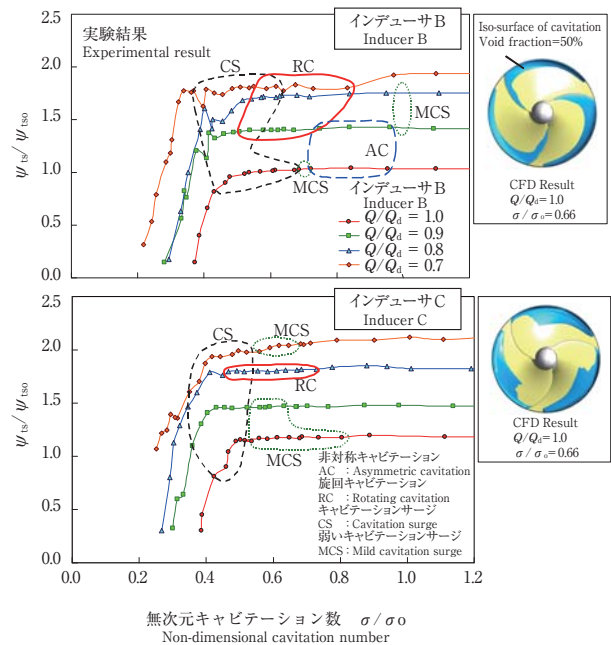 実験結果
Experimental result
インデューサB
Inducer B
CS
RC
MCS
AC
MCS
インデューサB
Inducer B
Q/Qd = 1.0
Q/Qd = 0.9
Q/Qd = 0.8
Q/Qd = 0.7
ψts/ψtso
2.5
2.0
1.5
1.0
0.5
0.0
Iso-surface of cavitation
Void fraction=50%
CFD Result
Q/Qd=1.0
σ/σo=0.66
インデューサC
Inducer C
CS
MCS
RC
MCS
非対称キャビテーション
AC : Asymmetric cavitation
旋回キャビテーション
RC : Rotating cavitation
キャビテーションサージ
CS : Cavitation surge
弱いキャビテーションサージ
MCS : Mild cavitation surge
ψts/ψtso
2.5
2.0
1.5
1.0
0.5
0.0
0.0 0.2 0.4 0.6 0.8 1.0 1.2
CFD Result
Q/Qd=1.0
σ/σo=0.66
無次元キャビテーション数 σ/σo
Non-dimensional cavitation number